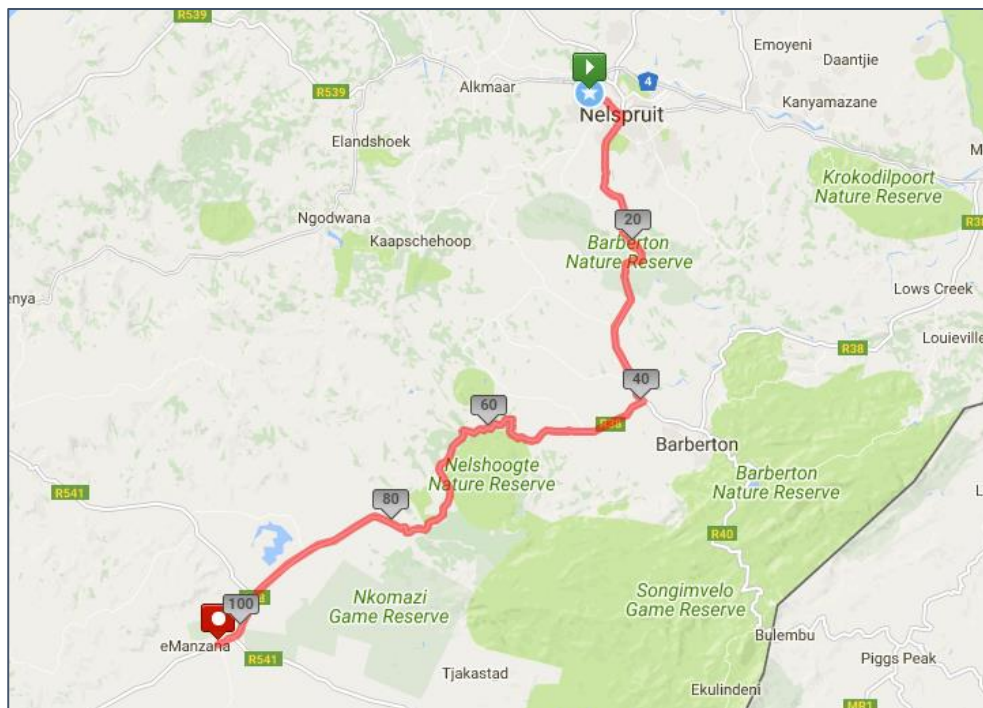 R539
Emoyeni
Daantjie
Alkmaar
4
R539
Kanyamazane
Nelspruit
Elandshoek
Krokodilpoort
Nature Reserve
Ngodwana
20
Kaapschehoop
Barberton
Nature Reserve
enya
Lows Creek
Louieville
R38
40
60
Barberton
Nelshoogte
Nature Reserve
Barberton
Nature Reserve
R541
80
R40
Nkomazi
Game Reserve
Songimvelo
Game Reserve
100
eManzana
Bulembu
R541
Tjakastad
Piggs Peak
Ekulindeni
MR1